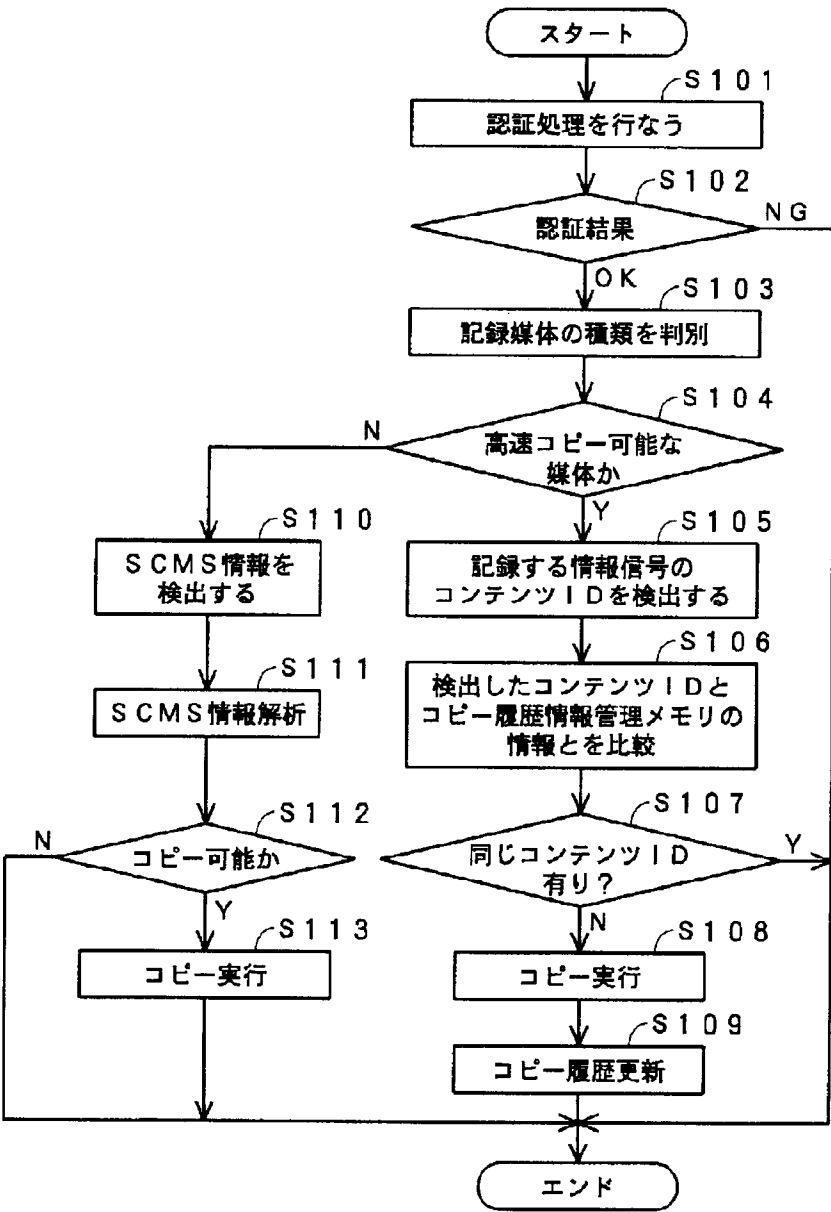 スタート
S101
認証処理を行なう
S102
認証結果
NG
OK
S103
記録媒体の種類を判別
S104
高速コピー可能な
媒体か
N
Y
S110
SCMS情報を
検出する
S105
記録する情報信号の
コンテンツIDを検出する
S111
SCMS情報解析
S106
検出したコンテンツIDと
コピー履歴情報管理メモリの
情報とを比較
S112
コピー可能か
N
Y
S107
同じコンテンツID
有り?
Y
N
S113
コピー実行
S108
コピー実行
S109
コピー履歴更新
エンド